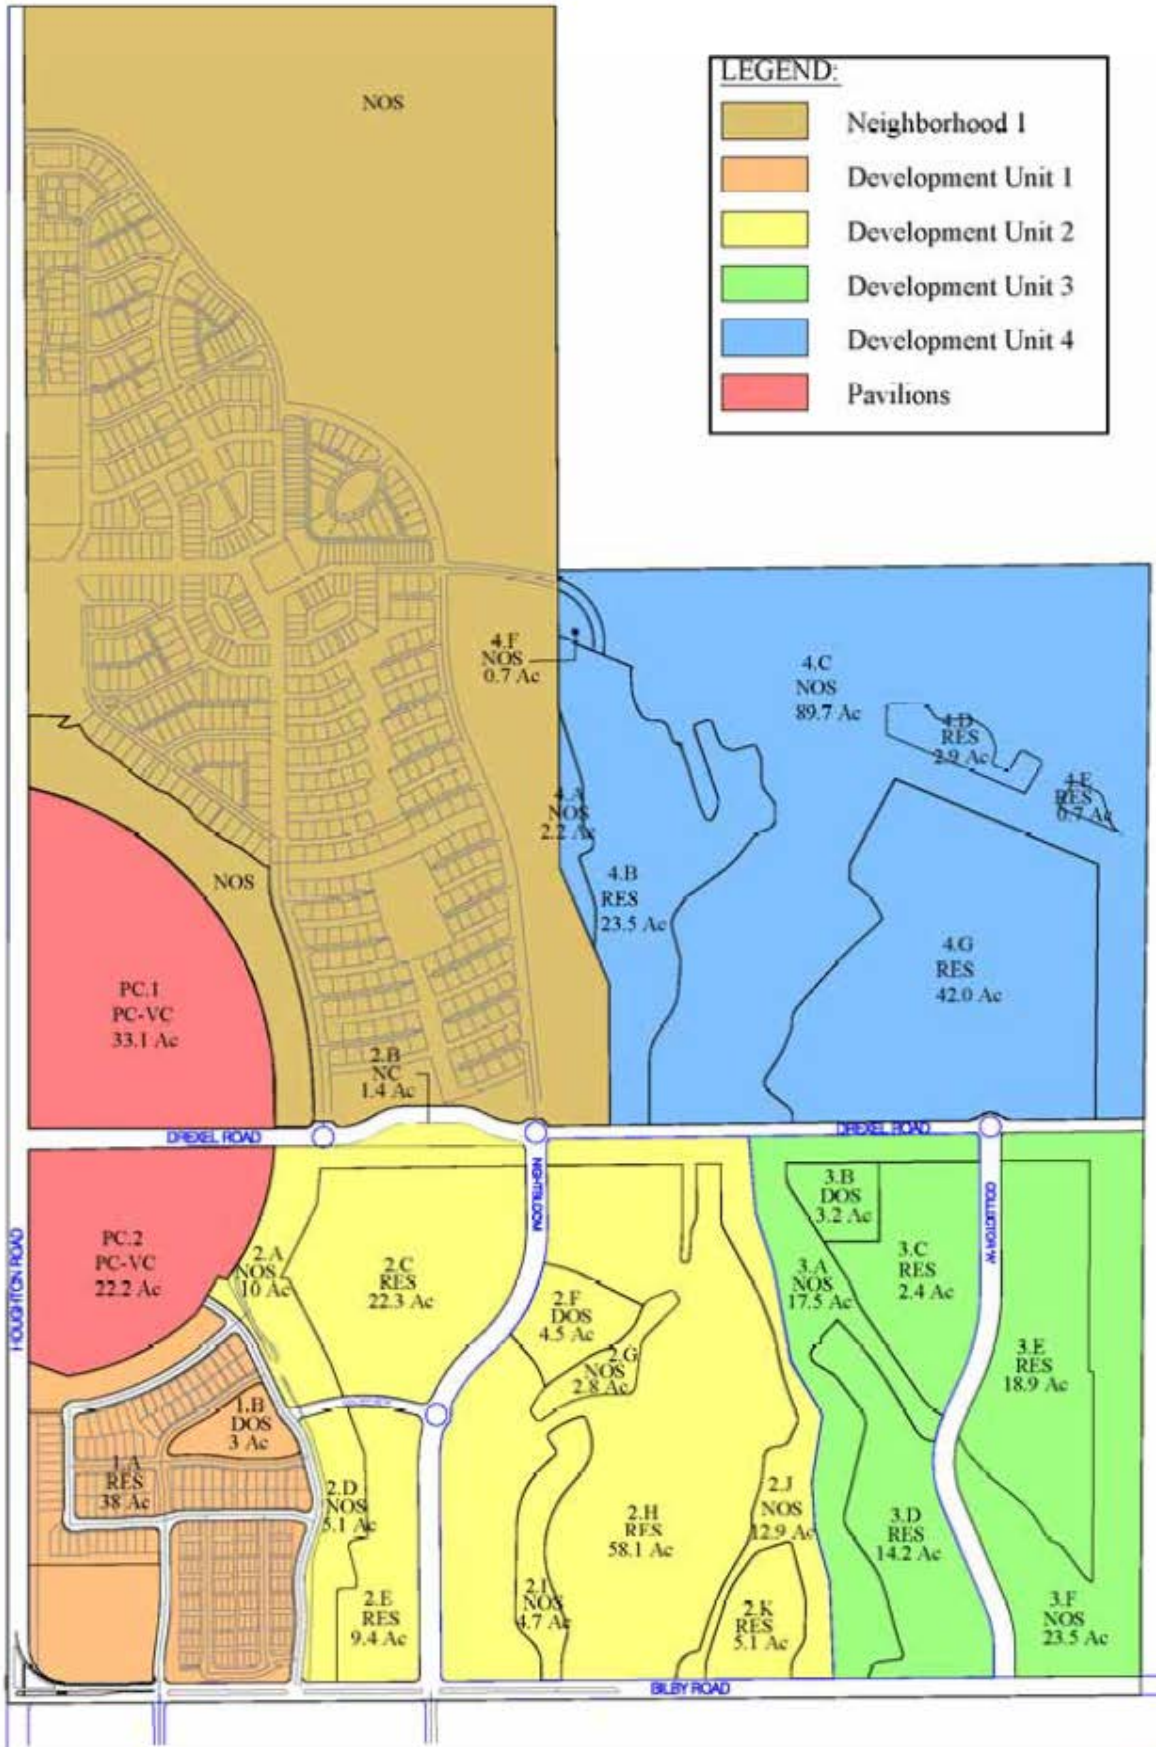 NOS
LEGEND:
Neighborhood 1
Development Unit 1
Development Unit 2
Development Unit 3
Development Unit 4
Pavilions
4.F
NOS
0.7 Ac
4.C
NOS
89.7 Ac
4.D
RES
2.9 Ac
4.E
RES
0.7 Ac
4.A
NOS
2.2 Ac
4.B
RES
23.5 Ac
NOS
4.G
RES
42.0 Ac
PC.1
PC-VC
33.1 Ac
2.B
NC
1.4 Ac
DREXEL ROAD
DREXEL ROAD
HOUGHTON ROAD
NIGHTBLOOM
COLLECTOR 'W'
PC.2
PC-VC
22.2 Ac
2.A
NOS
10 Ac
2.C
RES
22.3 Ac
2.F
DOS
4.5 Ac
2.G
NOS
2.8 Ac
3.B
DOS
3.2 Ac
3.A
NOS
17.5 Ac
3.C
RES
2.4 Ac
3.E
RES
18.9 Ac
1.B
DOS
3 Ac
1.A
RES
38 Ac
2.D
NOS
5.1 Ac
2.H
RES
58.1 Ac
2.J
NOS
12.9 Ac
3.D
RES
14.2 Ac
2.E
RES
9.4 Ac
2.I
NOS
4.7 Ac
2.K
RES
5.1 Ac
3.F
NOS
23.5 Ac
BILBY ROAD